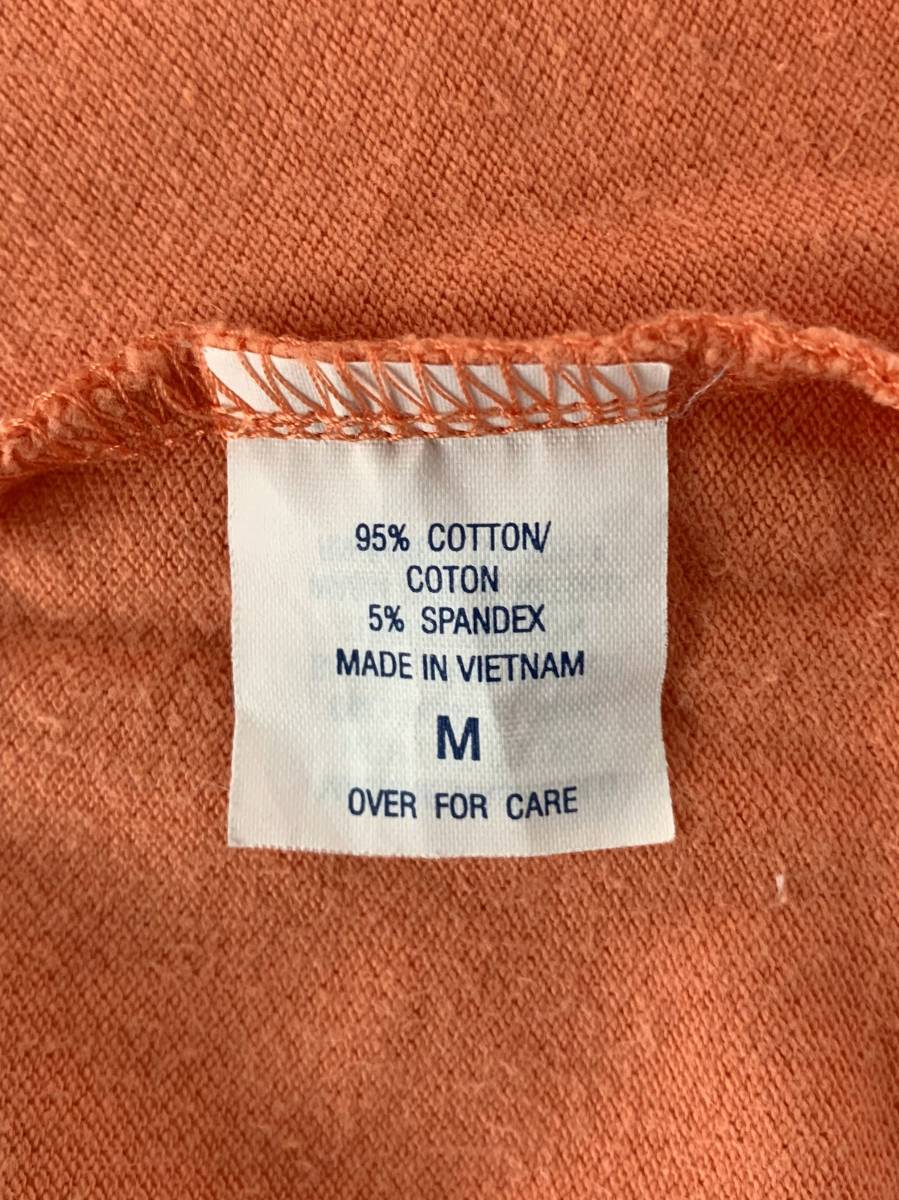 95% COTTON/
COTON
5% SPANDEX
MADE IN VIETNAM
M
OVER FOR CARE